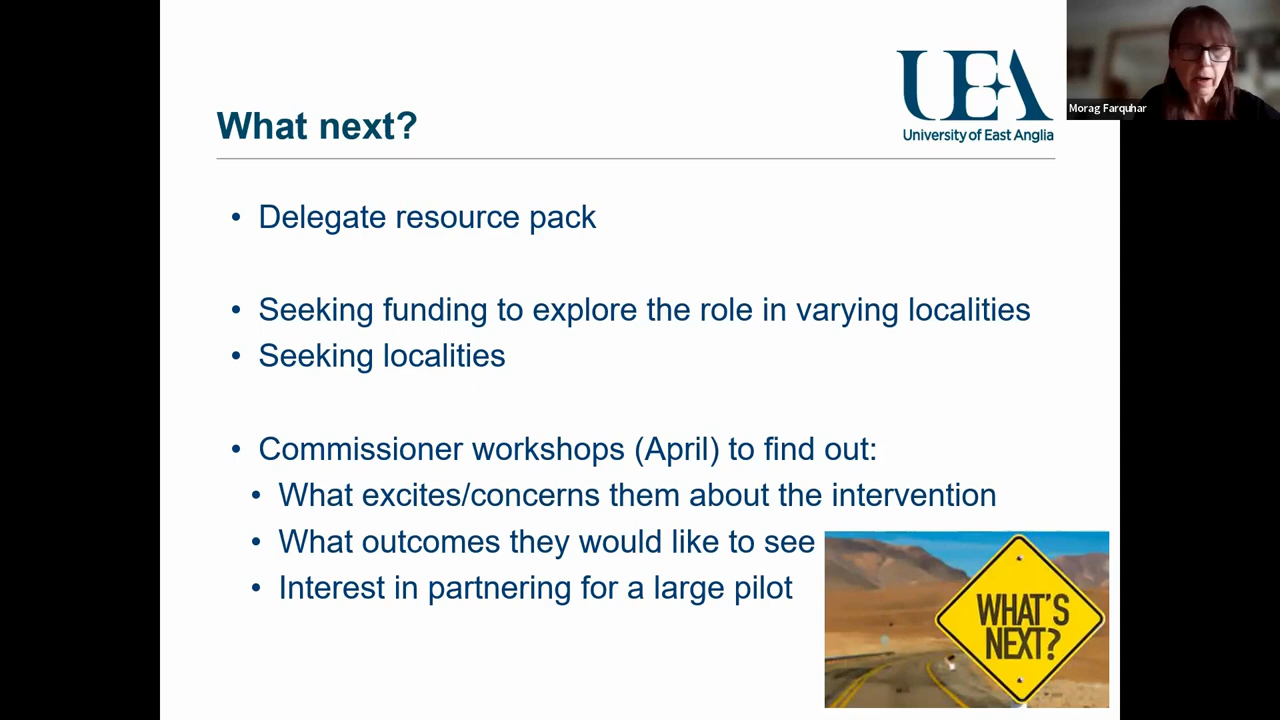 UEA
University of East Anglia
Morag Farquhar
What next?
• Delegate resource pack
• Seeking funding to explore the role in varying localities
• Seeking localities
• Commissioner workshops (April) to find out:
• What excites/concerns them about the intervention
• What outcomes they would like to see
• Interest in partnering for a large pilot
WHAT'S
NEXT?